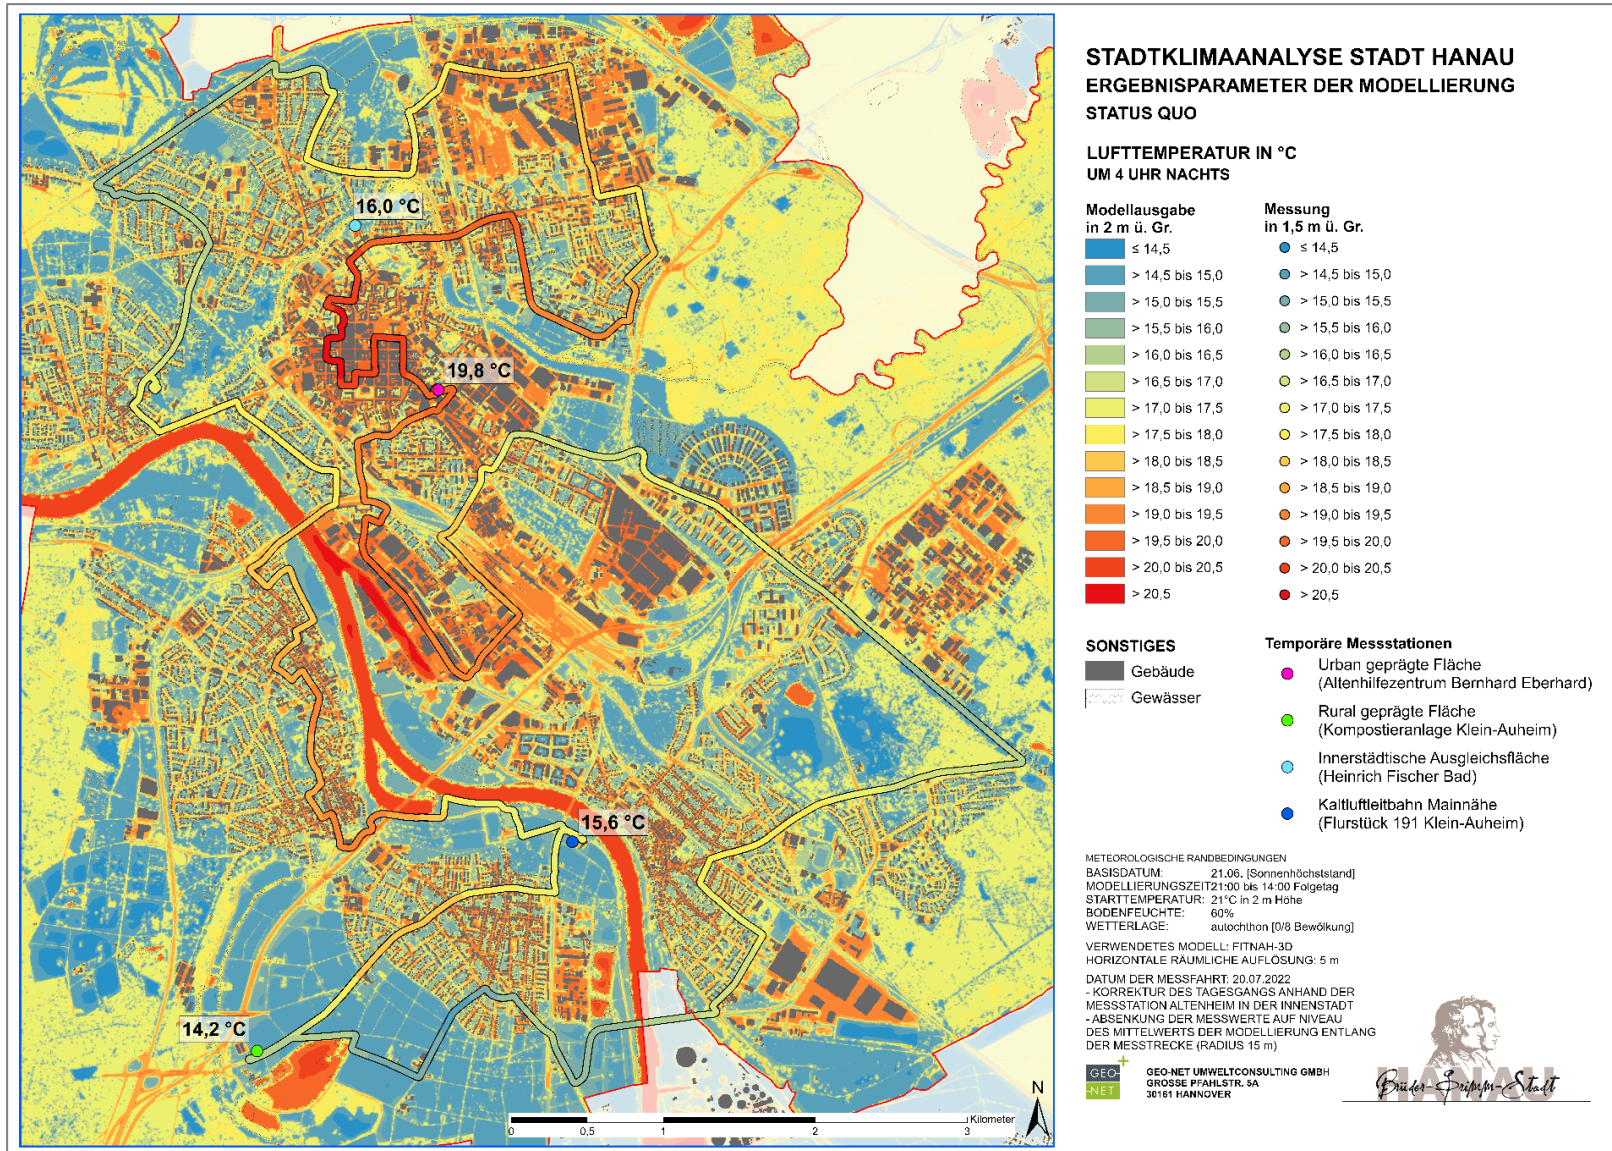 STADTKLIMAANALYSE STADT HANAU
ERGEBNISPARAMETER DER MODELLIERUNG
STATUS QUO
LUFTTEMPERATUR IN °C
UM 4 UHR NACHTS
Modellausgabe
in 2 m ü. Gr.
≤ 14,5
> 14,5 bis 15,0
> 15,0 bis 15,5
> 15,5 bis 16,0
> 16,0 bis 16,5
> 16,5 bis 17,0
> 17,0 bis 17,5
> 17,5 bis 18,0
> 18,0 bis 18,5
> 18,5 bis 19,0
> 19,0 bis 19,5
> 19,5 bis 20,0
> 20,0 bis 20,5
> 20,5
Messung
in 1,5 m ü. Gr.
≤ 14,5
> 14,5 bis 15,0
> 15,0 bis 15,5
> 15,5 bis 16,0
> 16,0 bis 16,5
> 16,5 bis 17,0
> 17,0 bis 17,5
> 17,5 bis 18,0
> 18,0 bis 18,5
> 18,5 bis 19,0
> 19,0 bis 19,5
> 19,5 bis 20,0
> 20,0 bis 20,5
> 20,5
SONSTIGES
Gebäude
Gewässer
Temporäre Messstationen
Urban geprägte Fläche
(Altenhilfezentrum Bernhard Eberhard)
Rural geprägte Fläche
(Kompostieranlage Klein-Auheim)
Innerstädtische Ausgleichsfläche
(Heinrich Fischer Bad)
Kaltluftleitbahn Mainnähe
(Flurstück 191 Klein-Auheim)
METEOROLOGISCHE RANDBEDINGUNGEN
BASISDATUM: 21.06. [Sonnenhöchststand]
MODELLIERUNGSZEIT: 21:00 bis 14:00 Folgetag
STARTTEMPERATUR: 21°C in 2 m Höhe
BODENFEUCHTE: 60%
WETTERLAGE: autochthon [0/8 Bewölkung]
VERWENDETES MODELL: FITNAH-3D
HORIZONTALE RÄUMLICHE AUFLÖSUNG: 5 m
DATUM DER MESSFAHRT: 20.07.2022
- KORREKTUR DES TAGESGANGS ANHAND DER
MESSSTATION ALTENHEIM IN DER INNENSTADT
- ABSENKUNG DER MESSWERTE AUF NIVEAU
DES MITTELWERTS DER MODELLIERUNG ENTLANG
DER MESSTRECKE (RADIUS 15 m)
GEO-NET
GEO-NET UMWELTCONSULTING GMBH
GROSSE PFAHLSTR. 5A
30161 HANNOVER
HANAU
Brüder-Grimm-Stadt
16,0 °C
19,8 °C
15,6 °C
14,2 °C
N
Kilometer
0 0,5 1 2 3